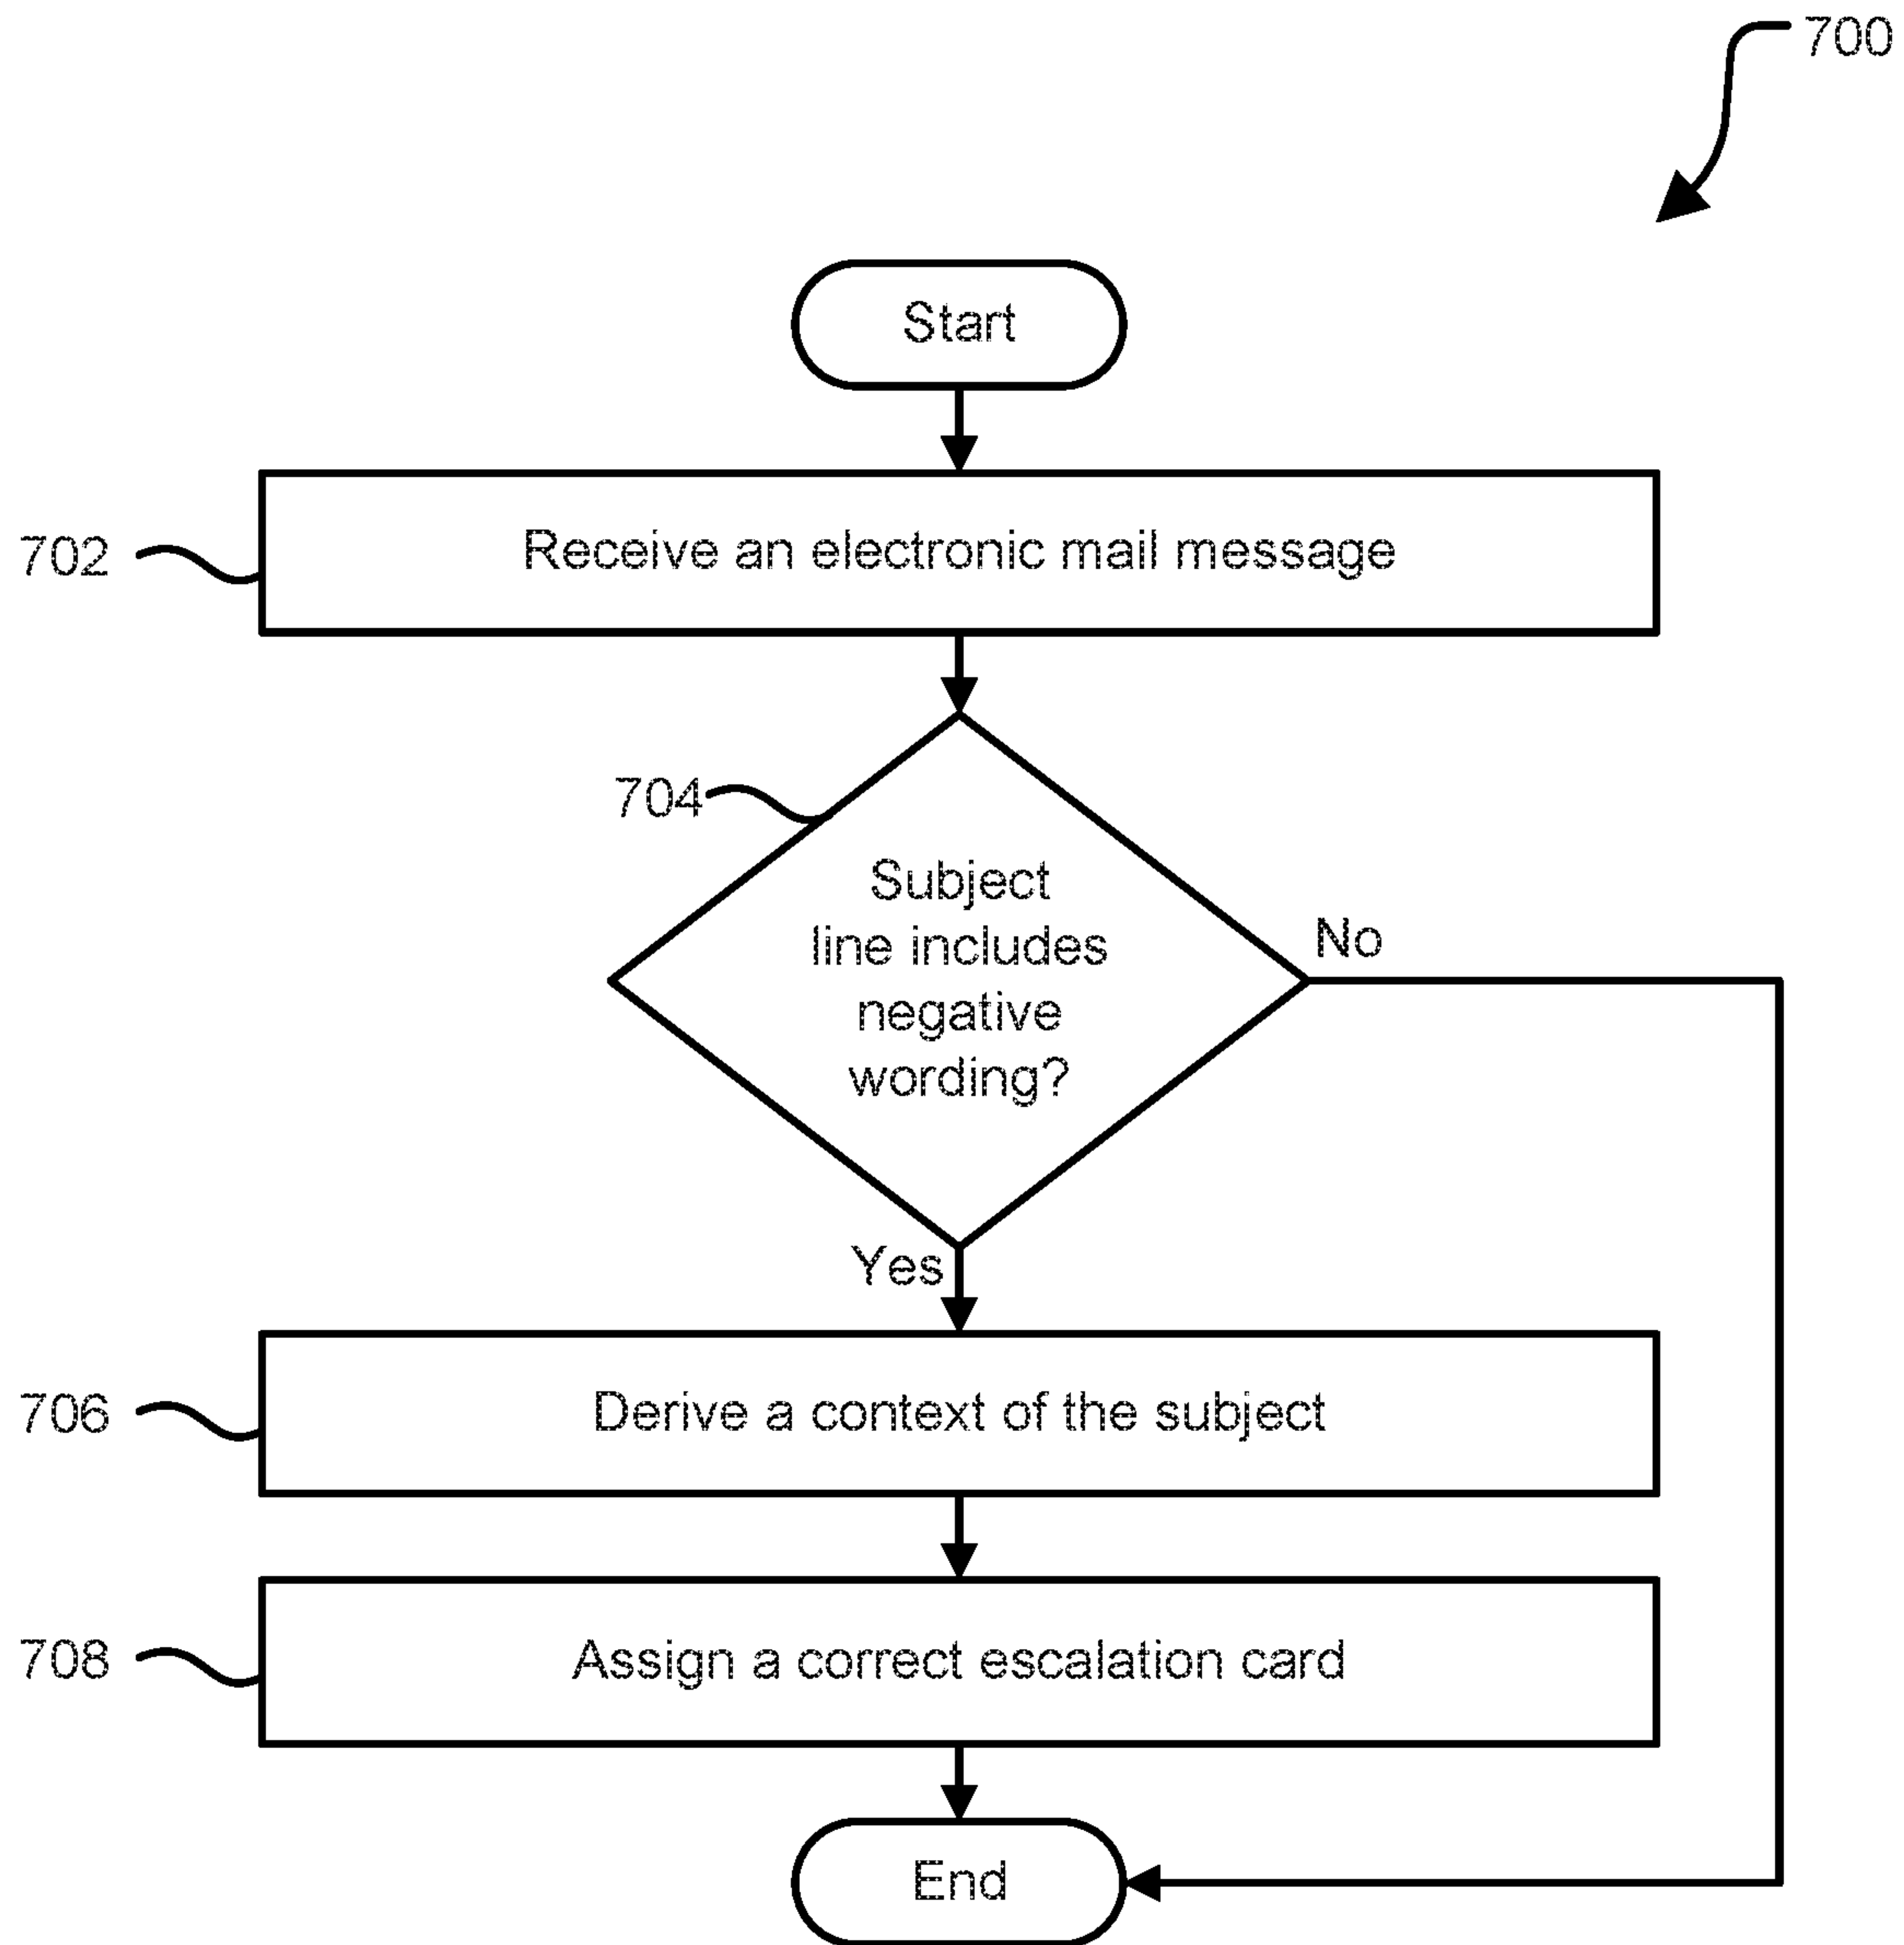 700
Start
702
Receive an electronic mail message
704
Subject
line includes
negative
wording?
No
Yes
706
Derive a context of the subject
708
Assign a correct escalation card
End